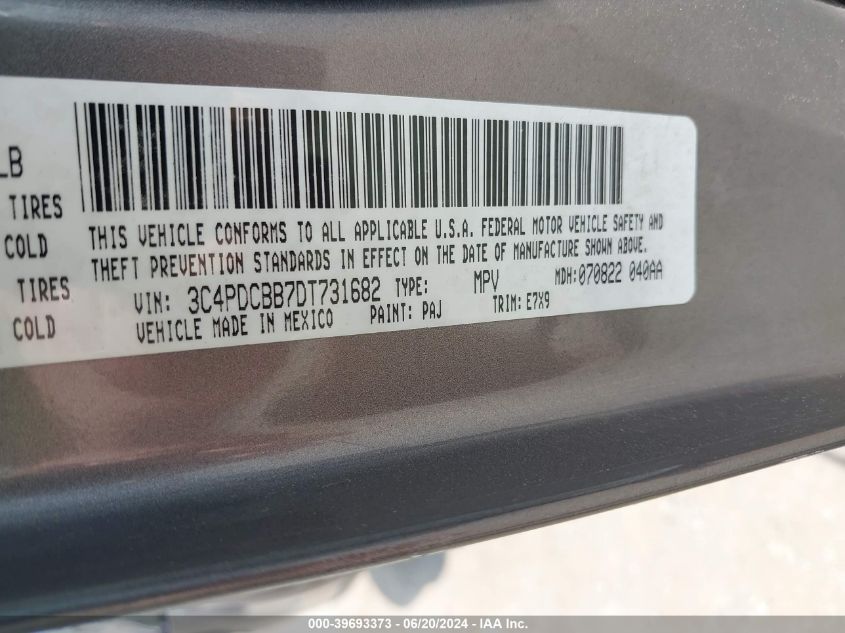 LB
TIRES
COLD
TIRES
COLD
THIS VEHICLE CONFORMS TO ALL APPLICABLE U.S.A. FEDERAL MOTOR VEHICLE SAFETY AND
THEFT PREVENTION STANDARDS IN EFFECT ON THE DATE OF MANUFACTURE SHOWN ABOVE.
VIN: 3C4PDCBB7DT731682 TYPE: MPV MDH:070822 040AA
VEHICLE MADE IN MEXICO PAINT: PAJ TRIM: E7X9
000-39693373 - 06/20/2024 - IAA Inc.